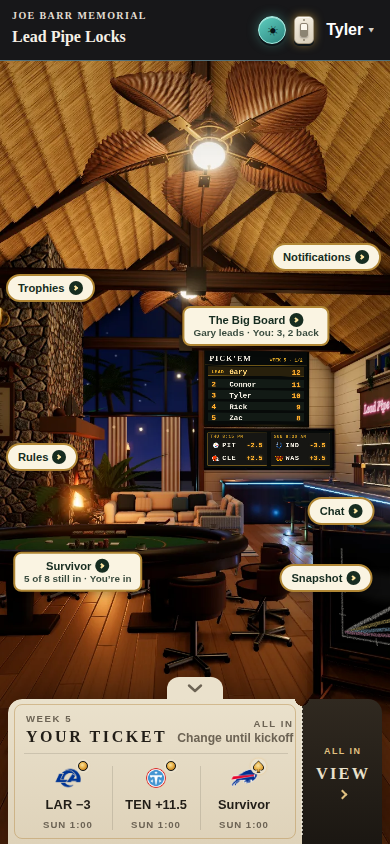 JOE BARR MEMORIAL
Lead Pipe Locks
Tyler
Notifications
Trophies
The Big Board
Gary leads · You: 3, 2 back
PICK'EM
LEAD Gary 12
2 Connor 11
3 Tyler 10
4 Rick 9
5 Zac 8
PIT -2.5
IND -3.5
CLE +2.5
WAS +3.5
Lead Pipe
Rules
Chat
Survivor
5 of 8 still in · You're in
Snapshot
WEEK 5
YOUR TICKET
ALL IN
Change until kickoff
LAR −3
SUN 1:00
TEN +11.5
SUN 1:00
Survivor
SUN 1:00
ALL IN
VIEW